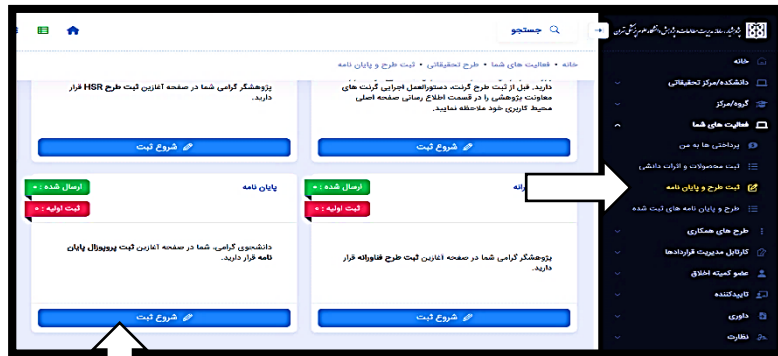 جستجو
خانه • فعالیت های شما • طرح تحقیقاتی • ثبت طرح و پایان نامه
دارید. قبل از ثبت طرح گرنت، دستورالعمل اجرایی گرنت های
معاونت پژوهشی را در قسمت اطلاع رسانی صفحه اصلی
محیط کاربری خود ملاحظه نمایید.
شروع ثبت
پژوهشگر گرامی شما در صفحه آغازین ثبت طرح HSR قرار
دارید.
شروع ثبت
ارسال شده : ۰
ثبت اولیه : ۰
پژوهشگر گرامی شما در صفحه آغازین ثبت طرح فناورانه قرار
دارید.
شروع ثبت
پایان نامه
ارسال شده : ۰
ثبت اولیه : ۰
دانشجوی گرامی، شما در صفحه آغازین ثبت پروپوزال پایان
نامه قرار دارید.
شروع ثبت
خانه
دانشکده/مرکز تحقیقاتی
گروه/مرکز
فعالیت های شما
پرداختی ها به من
ثبت محصولات و اثرات دانشی
ثبت طرح و پایان نامه
طرح و پایان نامه های ثبت شده
طرح های همکاری
کارتابل مدیریت قراردادها
عضو کمیته اخلاق
تاییدکننده
داوری
نظارت